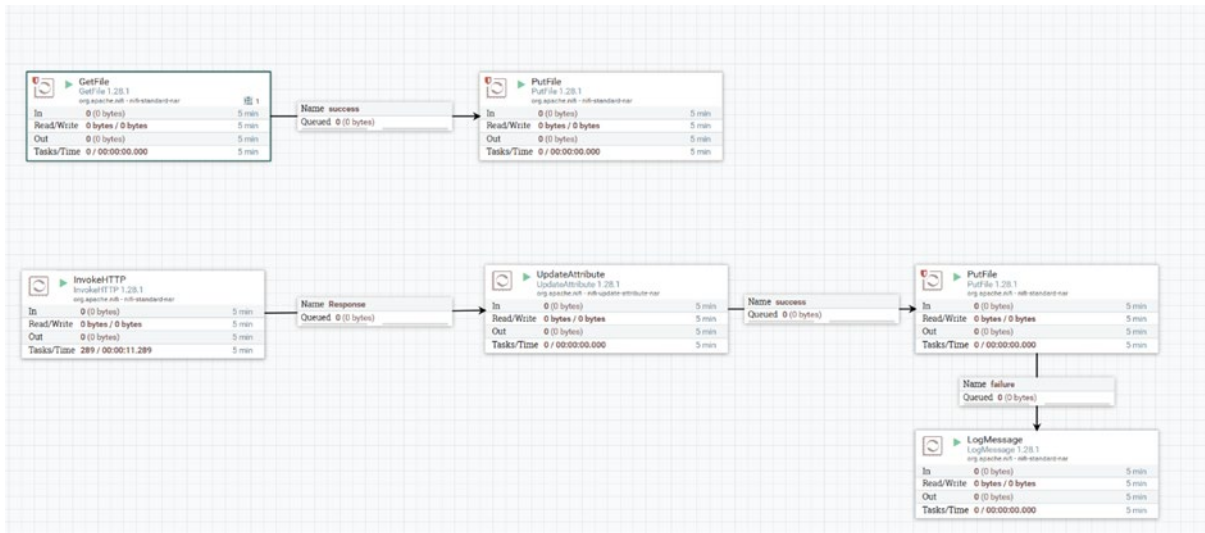 GetFile
GetFile 1.28.1
org.apache.nifi - nifi-standard-nar
1
In 0 (0 bytes) 5 min
Read/Write 0 bytes / 0 bytes 5 min
Out 0 (0 bytes) 5 min
Tasks/Time 0 / 00:00:00.000 5 min
Name success
Queued 0 (0 bytes)
PutFile
PutFile 1.28.1
org.apache.nifi - nifi-standard-nar
In 0 (0 bytes) 5 min
Read/Write 0 bytes / 0 bytes 5 min
Out 0 (0 bytes) 5 min
Tasks/Time 0 / 00:00:00.000 5 min
InvokeHTTP
InvokeHTTP 1.28.1
org.apache.nifi - nifi-standard-nar
In 0 (0 bytes) 5 min
Read/Write 0 bytes / 0 bytes 5 min
Out 0 (0 bytes) 5 min
Tasks/Time 289 / 00:00:11.289 5 min
Name Response
Queued 0 (0 bytes)
UpdateAttribute
UpdateAttribute 1.28.1
org.apache.nifi - nifi-update-attribute-nar
In 0 (0 bytes) 5 min
Read/Write 0 bytes / 0 bytes 5 min
Out 0 (0 bytes) 5 min
Tasks/Time 0 / 00:00:00.000 5 min
Name success
Queued 0 (0 bytes)
PutFile
PutFile 1.28.1
org.apache.nifi - nifi-standard-nar
In 0 (0 bytes) 5 min
Read/Write 0 bytes / 0 bytes 5 min
Out 0 (0 bytes) 5 min
Tasks/Time 0 / 00:00:00.000 5 min
Name failure
Queued 0 (0 bytes)
LogMessage
LogMessage 1.28.1
org.apache.nifi - nifi-standard-nar
In 0 (0 bytes) 5 min
Read/Write 0 bytes / 0 bytes 5 min
Out 0 (0 bytes) 5 min
Tasks/Time 0 / 00:00:00.000 5 min